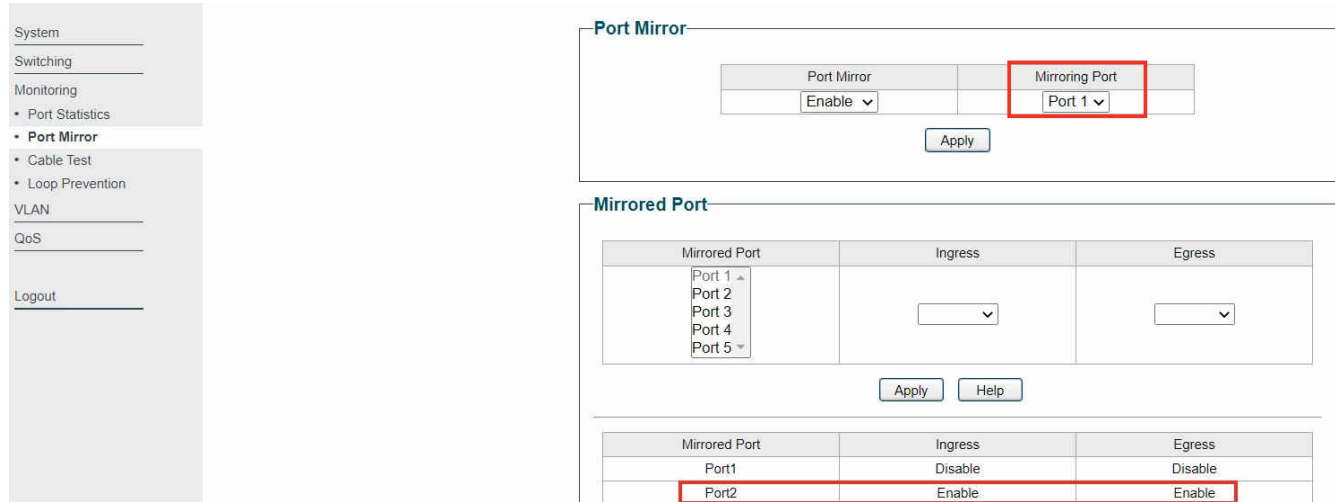 System
Switching
Monitoring
• Port Statistics
• Port Mirror
• Cable Test
• Loop Prevention
VLAN
QoS
Logout
Port Mirror
Port Mirror Mirroring Port
Enable Port 1
Apply
Mirrored Port
Mirrored Port Ingress Egress
Port 1
Port 2
Port 3
Port 4
Port 5
Apply Help
Mirrored Port Ingress Egress
Port1 Disable Disable
Port2 Enable Enable